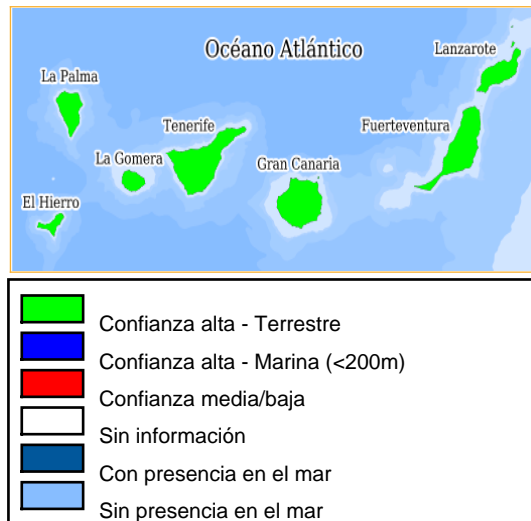 Océano Atlántico
Lanzarote
La Palma
Tenerife
Fuerteventura
La Gomera
Gran Canaria
El Hierro
Confianza alta - Terrestre
Confianza alta - Marina (<200m)
Confianza media/baja
Sin información
Con presencia en el mar
Sin presencia en el mar